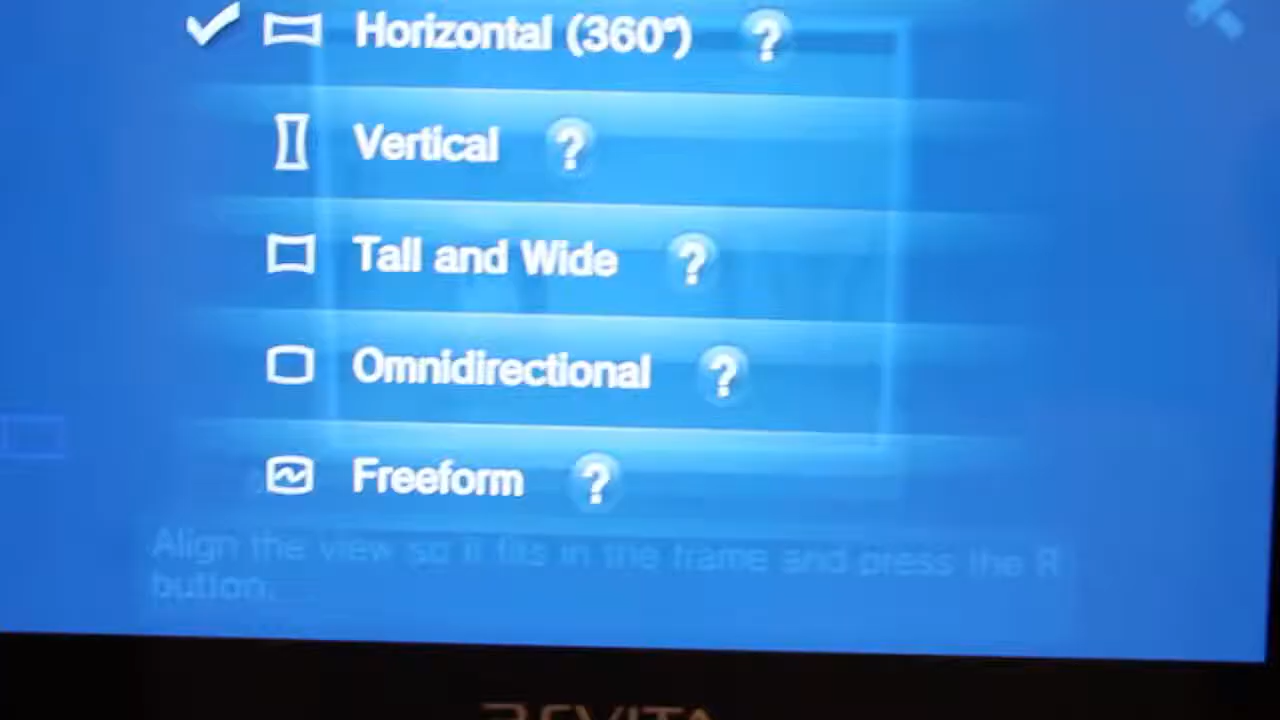 Horizontal (360°) ?
Vertical ?
Tall and Wide ?
Omnidirectional ?
Freeform ?
Align the view so it fits in the frame and press the R
button.
PSVITA